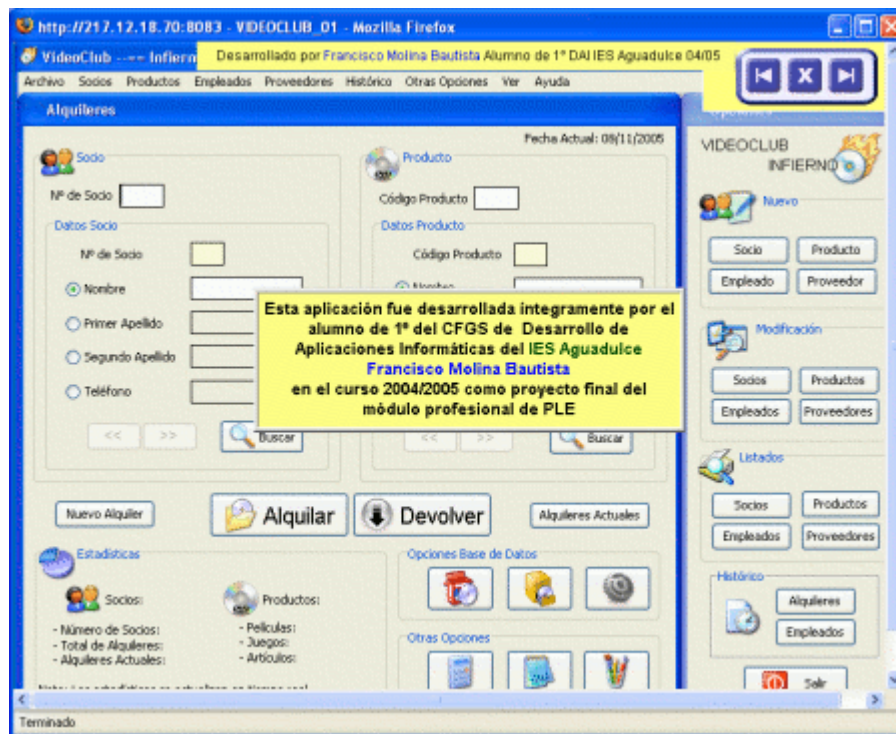 http://217.12.18.70:8083 - VIDEOCLUB_01 - Mozilla Firefox
VideoClub ---- Infiern
Desarrollado por Francisco Molina Bautista Alumno de 1º DAI IES Aguadulce 04/05
Archivo Socios Productos Empleados Proveedores Histórico Otras Opciones Ver Ayuda
Alquileres
Fecha Actual: 09/11/2005
Socio
Nº de Socio
Datos Socio
Nº de Socio
Nombre
Primer Apellido
Segundo Apellido
Teléfono
<< >>
Buscar
Producto
Código Producto
Datos Producto
Código Producto
Nombre
<< >>
Buscar
Esta aplicación fue desarrollada integramente por el
alumno de 1º del CFGS de Desarrollo de
Aplicaciones Informáticas del IES Aguadulce
Francisco Molina Bautista
en el curso 2004/2005 como proyecto final del
módulo profesional de PLE
Nuevo Alquiler
Alquilar
Devolver
Alquileres Actuales
Estadísticas
Socios:
- Número de Socios:
- Total de Alquileres:
- Alquileres Actuales:
Productos:
- Películas:
- Juegos:
- Artículos:
Opciones Base de Datos
Otras Opciones
VIDEOCLUB
INFIERNO
Nuevo
Socio Producto
Empleado Proveedor
Modificación
Socios Productos
Empleados Proveedores
Listados
Socios Productos
Empleados Proveedores
Histórico
Alquileres
Empleados
Salir
Terminado